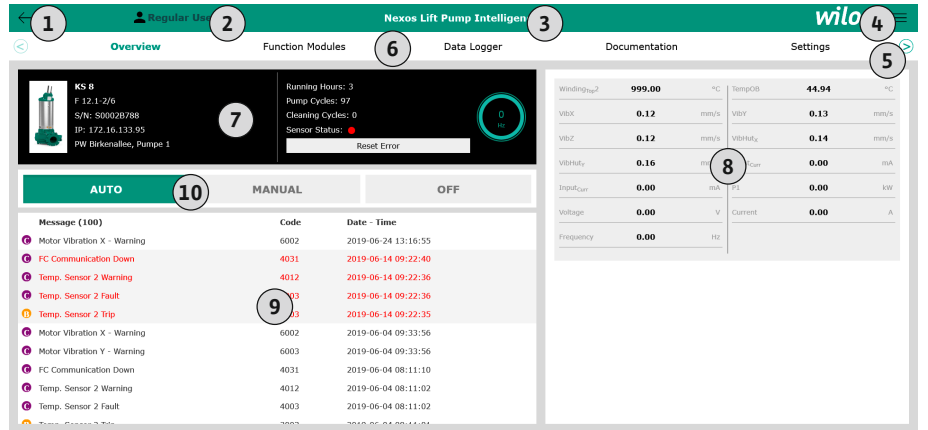 1 Regular Use 2 Nexos Lift Pump Intelligen 3 wilo 4
Overview Function Modules 6 Data Logger Documentation Settings 5
KS 8
F 12.1-2/6
S/N: S0002B788
IP: 172.16.133.95
PW Birkenallee, Pumpe 1
7
Running Hours: 3
Pump Cycles: 97
Cleaning Cycles: 0
Sensor Status:
Reset Error
0
Hz
AUTO 10 MANUAL OFF
Message (100) Code Date - Time
C Motor Vibration X - Warning 6002 2019-06-24 13:16:55
C FC Communication Down 4031 2019-06-14 09:22:40
C Temp. Sensor 2 Warning 4012 2019-06-14 09:22:36
C Temp. Sensor 2 Fault 2019-06-14 09:22:36
B Temp. Sensor 2 Trip 2019-06-14 09:22:35
9
C Motor Vibration X - Warning 6002 2019-06-04 09:33:56
C Motor Vibration Y - Warning 6003 2019-06-04 09:33:56
C FC Communication Down 4031 2019-06-04 08:11:10
C Temp. Sensor 2 Warning 4012 2019-06-04 08:11:02
C Temp. Sensor 2 Fault 4003 2019-06-04 08:11:02
WindingTop2 999.00 °C TempOB 44.94 °C
VibX 0.12 mm/s VibY 0.13 mm/s
VibZ 0.12 mm/s VibHutX 0.14 mm/s
VibHutY 0.16 8 Curr 0.00 mA
InputCurr 0.00 mA P1 0.00 kW
Voltage 0.00 V Current 0.00 A
Frequency 0.00 Hz